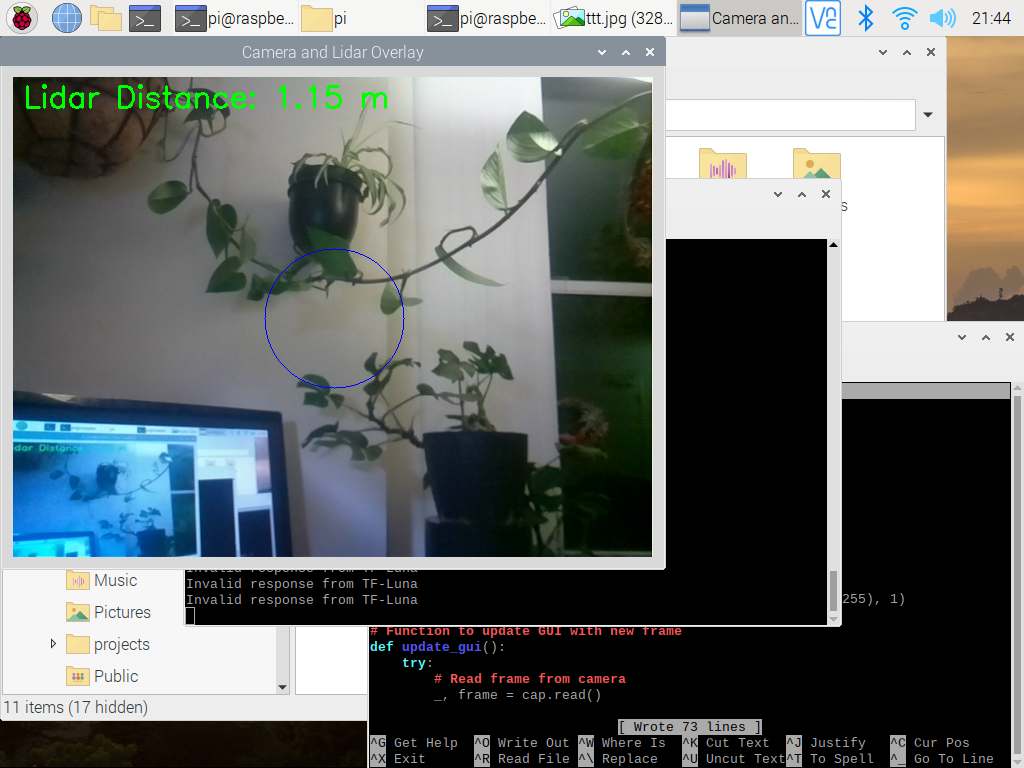 pi@raspbe...
pi
pi@raspbe...
ttt.jpg (328...
Camera an...
21:44
Camera and Lidar Overlay
Lidar Distance: 1.15 m
s
Invalid response from TF-Luna
Invalid response from TF-Luna
255), 1)
# Function to update GUI with new frame
def update_gui():
try:
# Read frame from camera
_, frame = cap.read()
[ Wrote 73 lines ]
^G Get Help ^O Write Out ^W Where Is ^K Cut Text ^J Justify ^C Cur Pos
^X Exit ^R Read File ^\ Replace ^U Uncut Text ^T To Spell ^_ Go To Line
Music
Pictures
projects
Public
11 items (17 hidden)